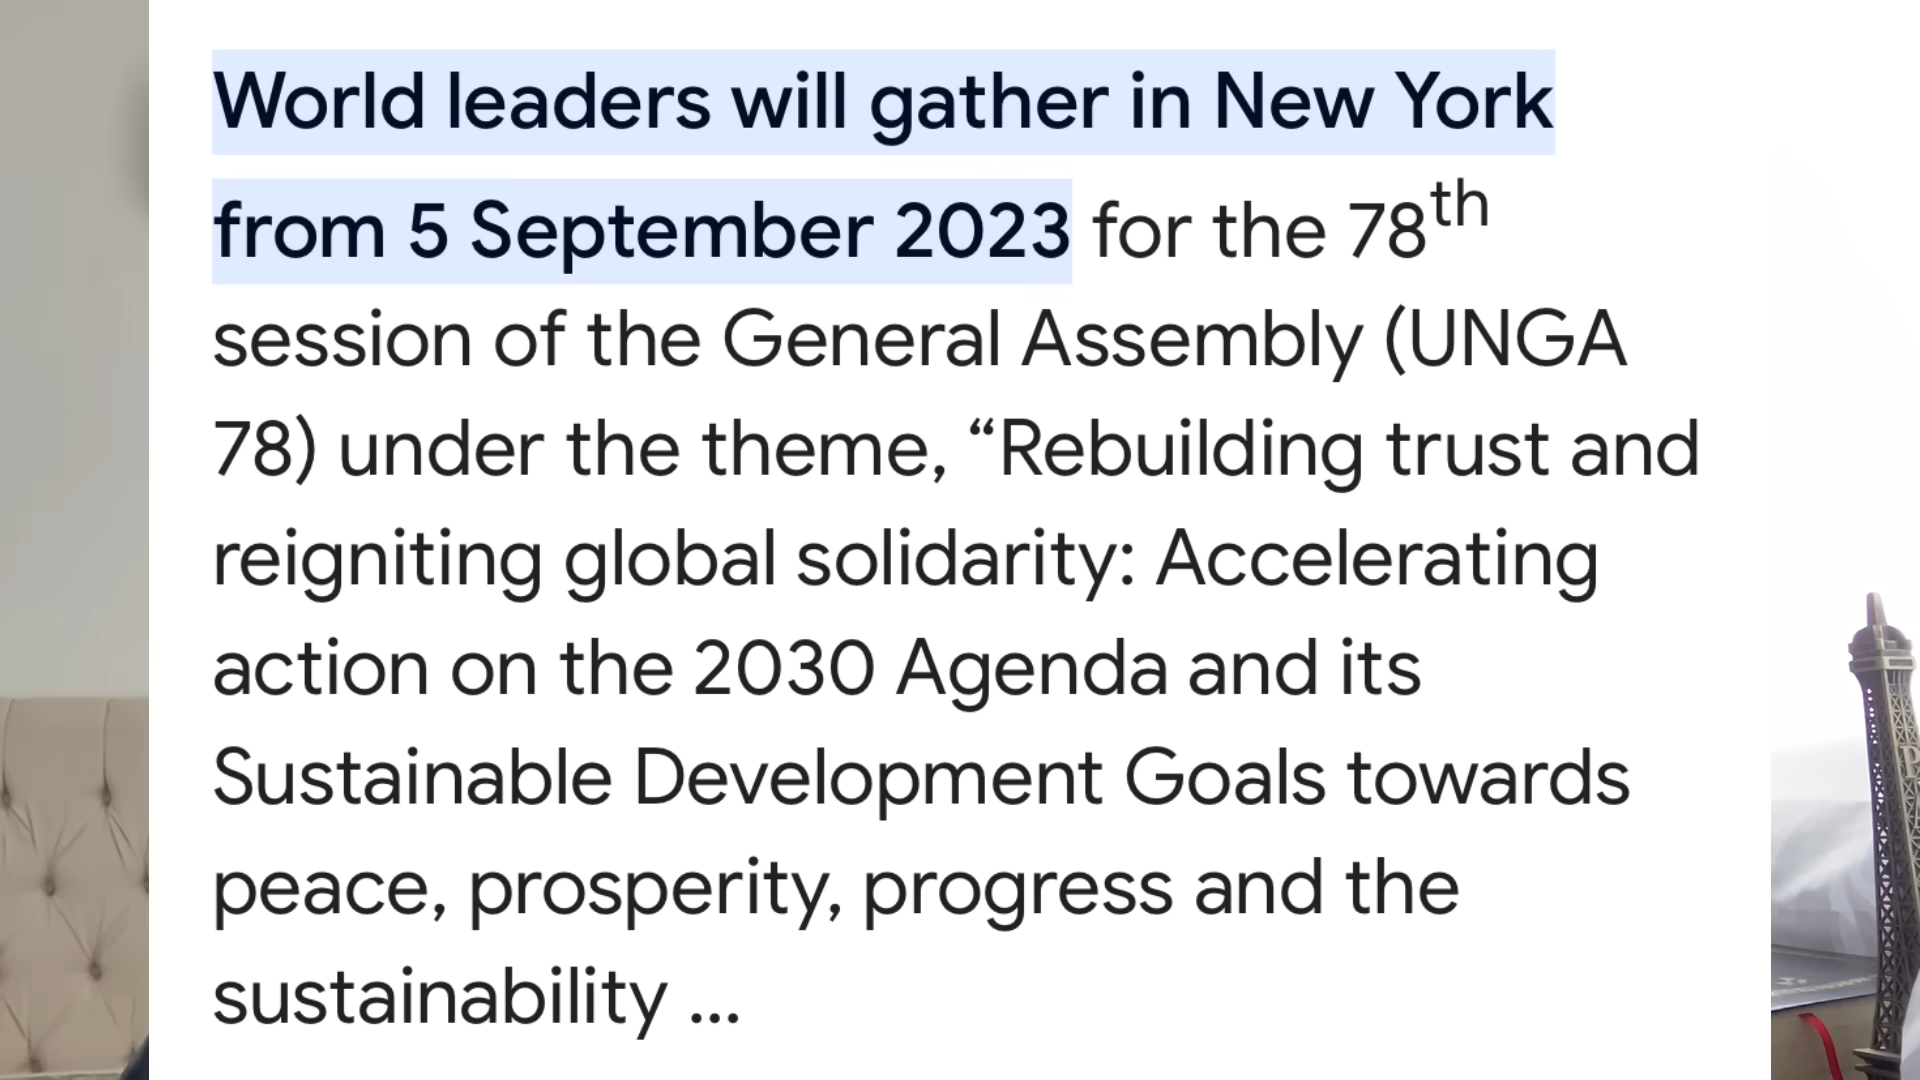 World leaders will gather in New York
from 5 September 2023 for the 78th
session of the General Assembly (UNGA
78) under the theme, “Rebuilding trust and
reigniting global solidarity: Accelerating
action on the 2030 Agenda and its
Sustainable Development Goals towards
peace, prosperity, progress and the
sustainability ...